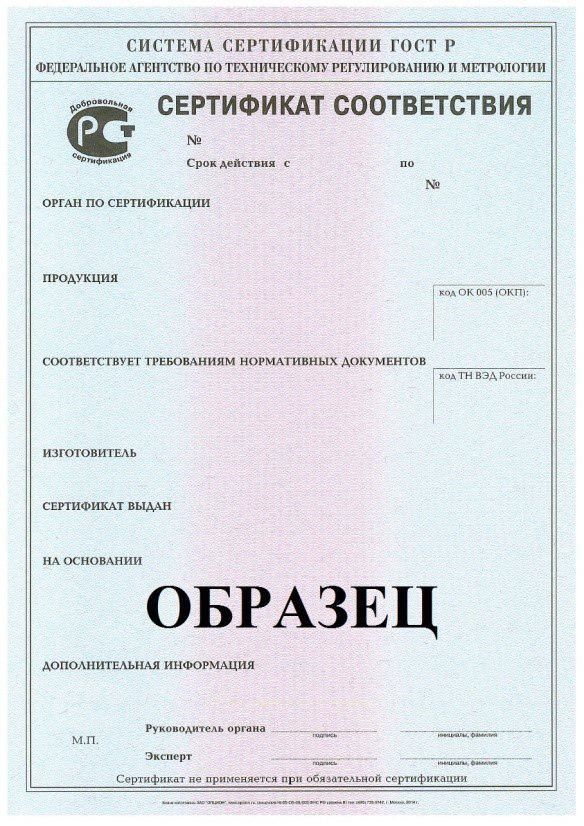 СИСТЕМА СЕРТИФИКАЦИИ ГОСТ Р
ФЕДЕРАЛЬНОЕ АГЕНТСТВО ПО ТЕХНИЧЕСКОМУ РЕГУЛИРОВАНИЮ И МЕТРОЛОГИИ
Добровольная
РСТ
сертификация
СЕРТИФИКАТ СООТВЕТСТВИЯ
№
Срок действия с по
№
ОРГАН ПО СЕРТИФИКАЦИИ
ПРОДУКЦИЯ
код ОК 005 (ОКП):
СООТВЕТСТВУЕТ ТРЕБОВАНИЯМ НОРМАТИВНЫХ ДОКУМЕНТОВ
код ТН ВЭД России:
ИЗГОТОВИТЕЛЬ
СЕРТИФИКАТ ВЫДАН
НА ОСНОВАНИИ
ОБРАЗЕЦ
ДОПОЛНИТЕЛЬНАЯ ИНФОРМАЦИЯ
М.П.
Руководитель органа
подпись инициалы, фамилия
Эксперт
подпись инициалы, фамилия
Сертификат не применяется при обязательной сертификации